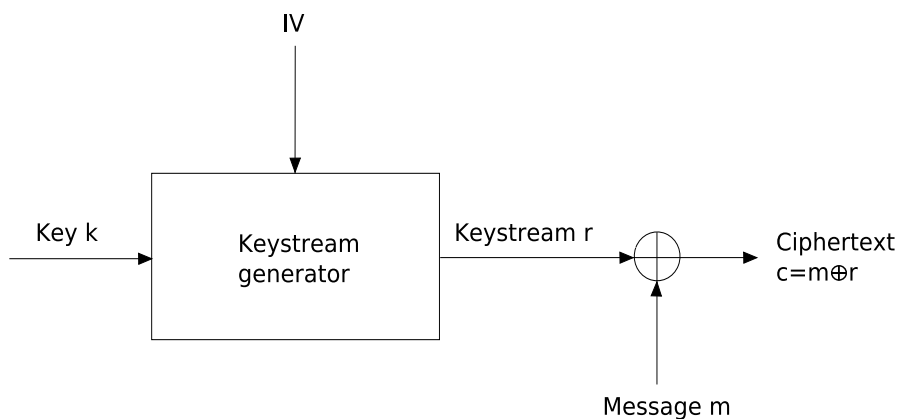 IV
Key k
Keystream
generator
Keystream r
Ciphertext
c=m⊕r
Message m